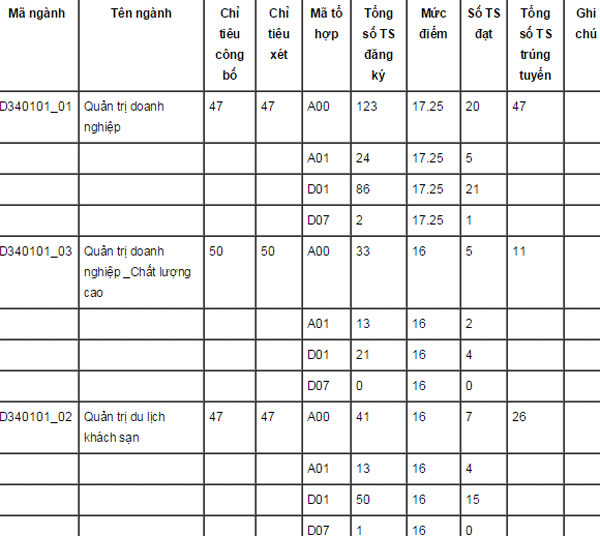 Mã ngành Tên ngành Chỉ tiêu công bố Chỉ tiêu xét Mã tổ hợp Tổng số TS đăng ký Mức điểm Số TS đạt Tổng số TS trúng tuyển Ghi chú
D340101_01 Quản trị doanh nghiệp 47 47 A00 123 17.25 20 47
A01 24 17.25 5
D01 86 17.25 21
D07 2 17.25 1
D340101_03 Quản trị doanh nghiệp _Chất lượng cao 50 50 A00 33 16 5 11
A01 13 16 2
D01 21 16 4
D07 0 16 0
D340101_02 Quản trị du lịch khách sạn 47 47 A00 41 16 7 26
A01 13 16 4
D01 50 16 15
D07 1 16 0